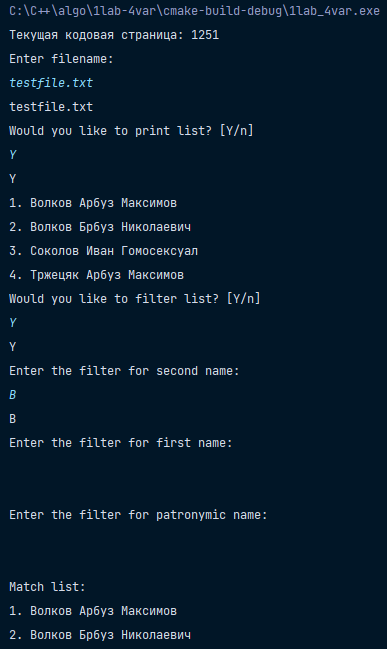 C:\C++\algo\1lab-4var\cmake-build-debug\1lab_4var.exe
Текущая кодовая страница: 1251
Enter filename:
testfile.txt
testfile.txt
Would you like to print list? [Y/n]
Y
Y
1. Волков Арбуз Максимов
2. Волков Брбуз Николаевич
3. Соколов Иван Гомосексуал
4. Тржецяк Арбуз Максимов
Would you like to filter list? [Y/n]
Y
Y
Enter the filter for second name:
В
В
Enter the filter for first name:
Enter the filter for patronymic name:
Match list:
1. Волков Арбуз Максимов
2. Волков Брбуз Николаевич